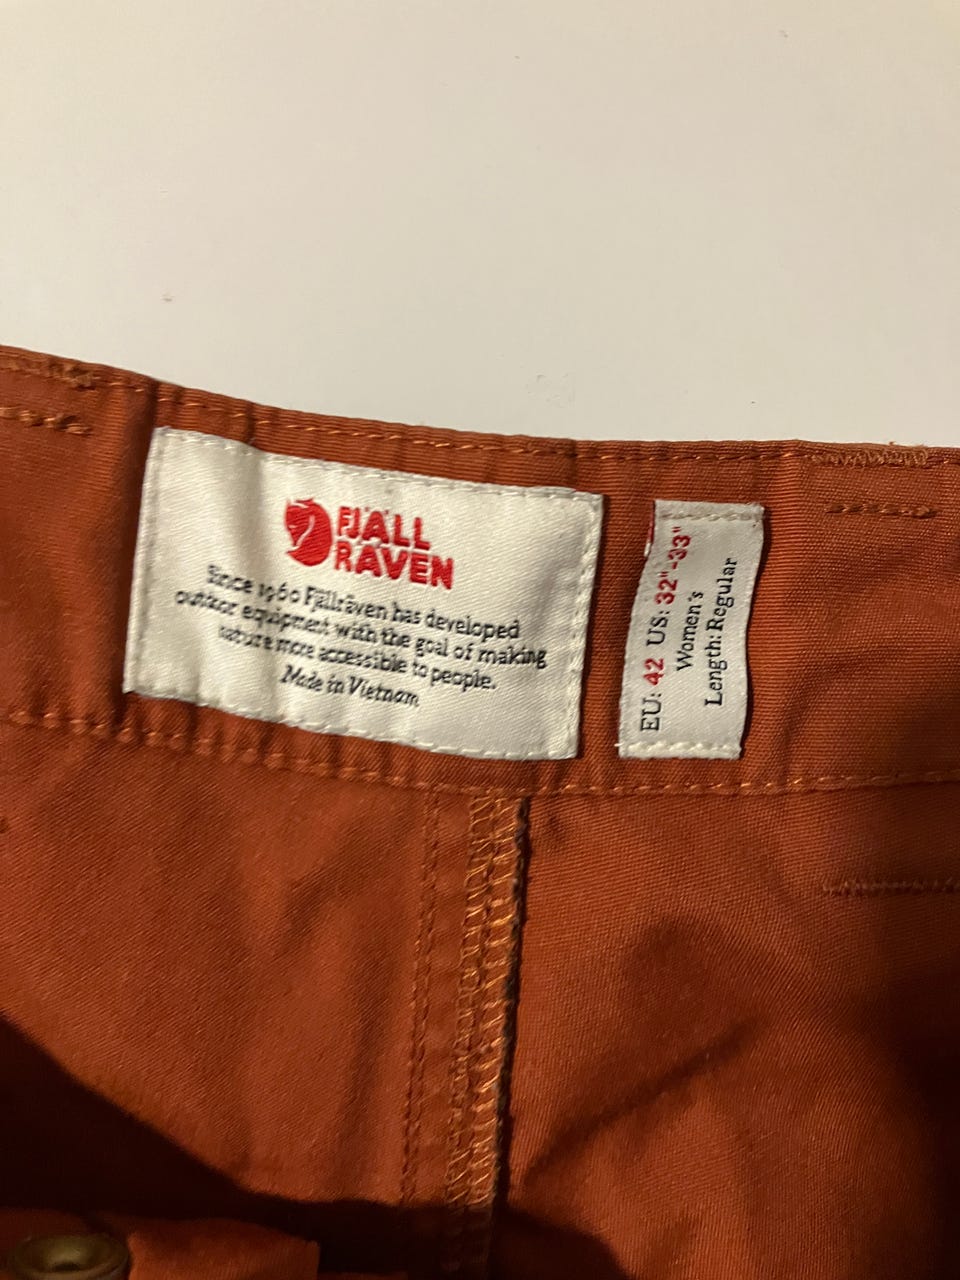 FJÄLL
RÄVEN
Since 1960 Fjällräven has developed
outdoor equipment with the goal of making
nature more accessible to people.
Made in Vietnam
EU: 42 US: 32"-33"
Women's
Length: Regular